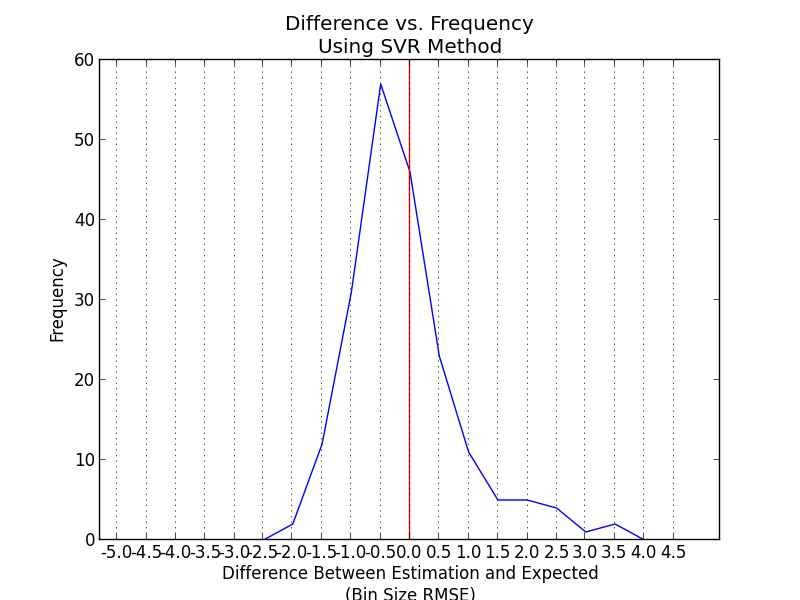 Difference vs. Frequency
Using SVR Method
60
50
40
30
20
10
0
Frequency
-5.0 -4.5 -4.0 -3.5 -3.0 -2.5 -2.0 -1.5 -1.0 -0.5 0.0 0.5 1.0 1.5 2.0 2.5 3.0 3.5 4.0 4.5
Difference Between Estimation and Expected
(Bin Size RMSE)